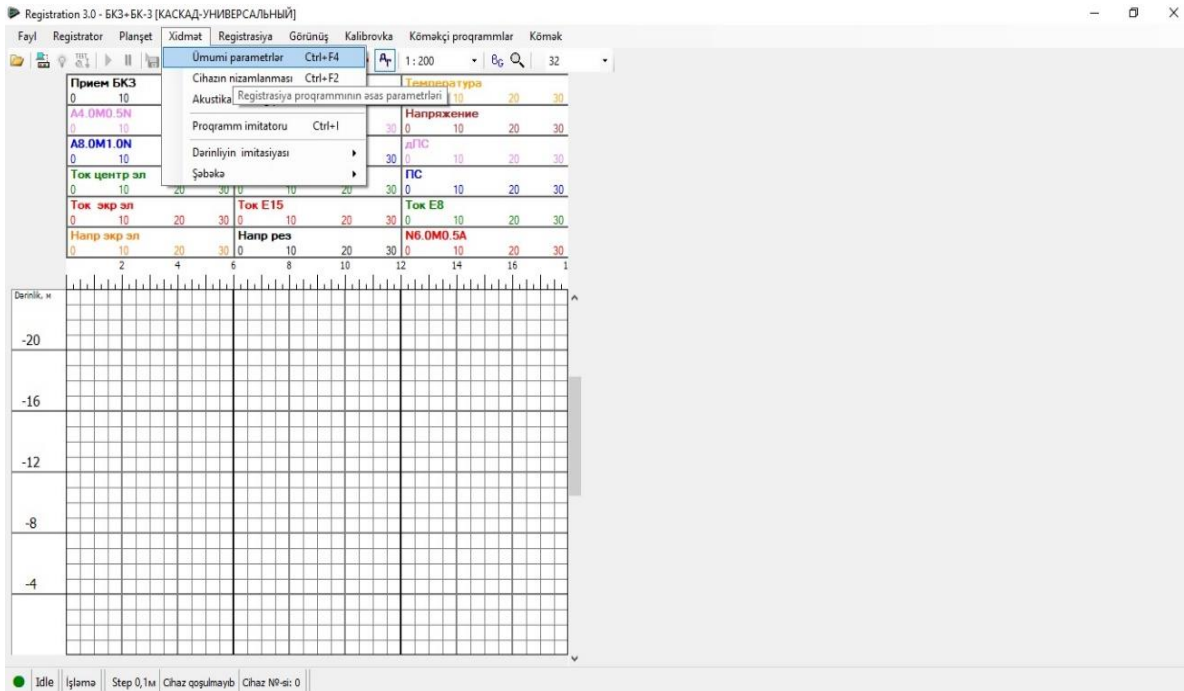 Registration 3.0 - БКЗ+БК-3 [КАСКАД-УНИВЕРСАЛЬНЫЙ]
Fayl Registrator Planşet Xidmət Registrasiya Görünüş Kalibrovka Köməkçi proqrammlar Kömək
1 : 200 32
Ümumi parametrlər Ctrl+F4
Cihazın nizamlanması Ctrl+F2
Akustika
Registrasiya proqrammının əsas parametrləri
Proqramm imitatoru Ctrl+I
Dərinliyin imitasiyası
Şəbəkə
Прием БКЗ Температура
0 10 10 20 30
A4.0M0.5N Напряжение
0 10 30 0 10 20 30
A8.0M1.0N дПС
0 10 30 0 10 20 30
Ток центр эл ПС
0 10 20 30 0 10 20 30 0 10 20 30
Ток экр эл Ток E15 Ток E8
0 10 20 30 0 10 20 30 0 10 20 30
Напр экр эл Напр рез N6.0M0.5A
0 10 20 30 0 10 20 30 0 10 20 30
2 4 6 8 10 12 14 16 1
Dərinlik, м
-20
-16
-12
-8
-4
Idle İşləmə Step 0,1м Cihaz qoşulmayıb Cihaz №-si: 0